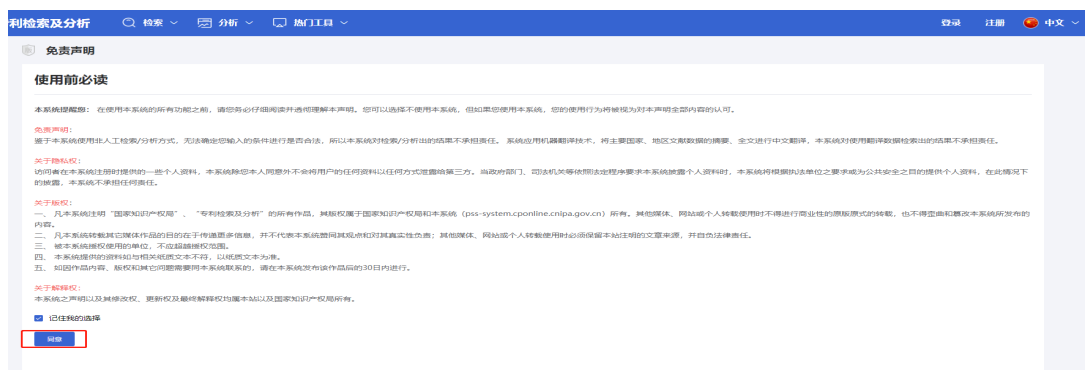 利检索及分析 检索 分析 热门工具 登录 注册 中文
免责声明
使用前必读
本系统提醒您： 在使用本系统的所有功能之前，请您务必仔细阅读并透彻理解本声明。您可以选择不使用本系统，但如果您使用本系统，您的使用行为将被视为对本声明全部内容的认可。
免责声明：
鉴于本系统使用非人工检索/分析方式，无法确定您输入的条件进行是否合法，所以本系统对检索/分析出的结果不承担责任。 系统应用机器翻译技术，将主要国家、地区文献数据的摘要、全文进行中文翻译，本系统对使用翻译数据检索出的结果不承担责任。
关于隐私权：
访问者在本系统注册时提供的一些个人资料，本系统除您本人同意外不会将用户的任何资料以任何方式泄露给第三方。当政府部门、司法机关等依照法定程序要求本系统披露个人资料时，本系统将根据执法单位之要求或为公共安全之目的提供个人资料，在此情况下
的披露，本系统不承担任何责任。
关于版权：
一、 凡本系统注明 “国家知识产权局” 、 “专利检索及分析” 的所有作品，其版权属于国家知识产权局和本系统（pss-system.cponline.cnipa.gov.cn）所有。其他媒体、网站或个人转载使用时不得进行商业性的原版原式的转载，也不得歪曲和篡改本系统所发布的
内容。
二、 凡本系统转载其它媒体作品的目的在于传递更多信息，并不代表本系统赞同其观点和对其真实性负责；其他媒体、网站或个人转载使用时必须保留本站注明的文章来源，并自负法律责任。
三、 被本系统授权使用的单位，不应超越授权范围。
四、 本系统提供的资料如与相关纸质文本不符，以纸质文本为准。
五、 如因作品内容、版权和其它问题需要同本系统联系的，请在本系统发布该作品后的30日内进行。
关于解释权：
本系统之声明以及其修改权、更新权及最终解释权均属本站以及国家知识产权局所有。
记住我的选择
同意